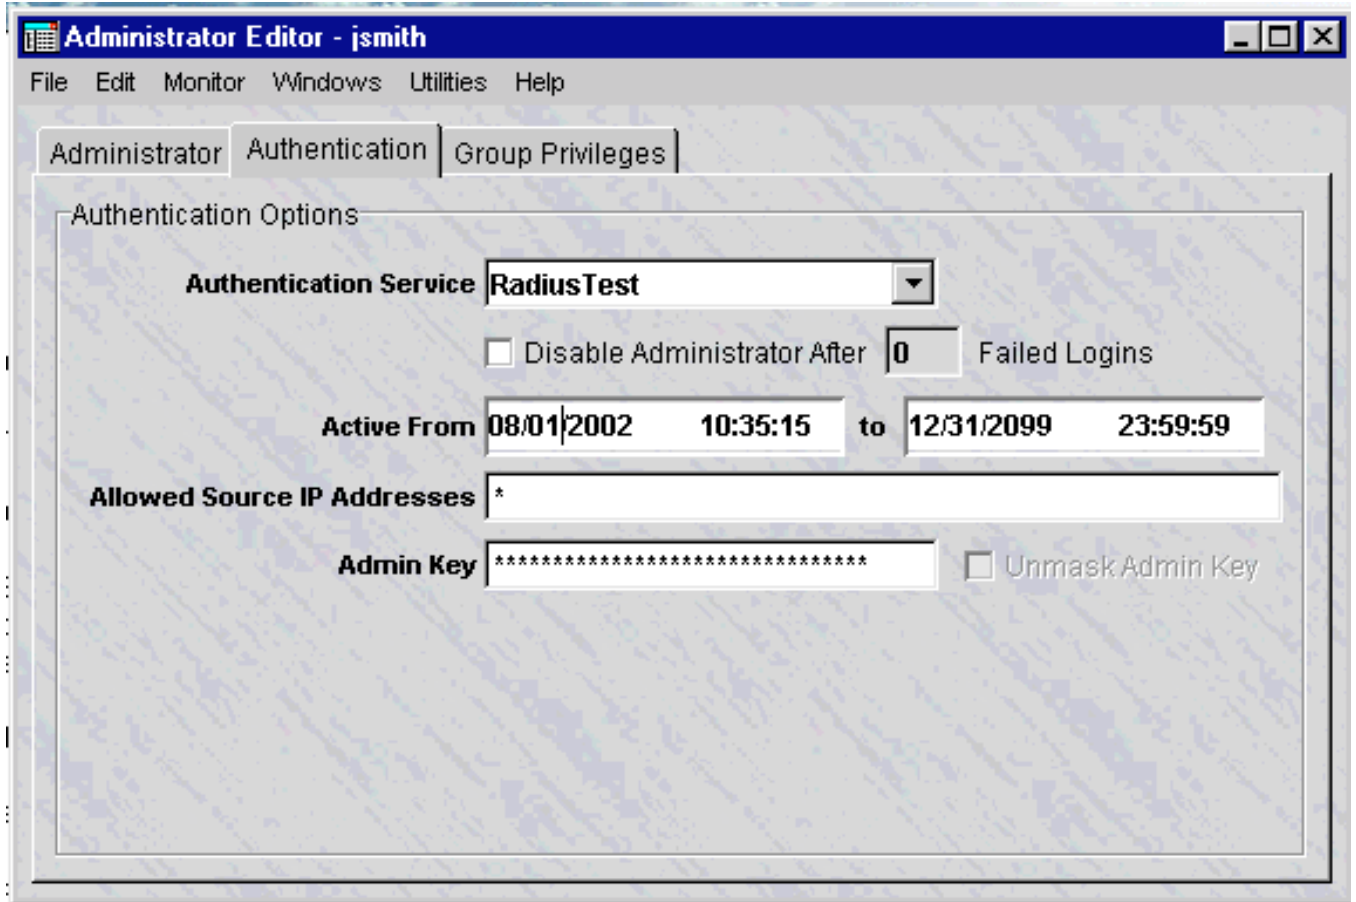 Administrator Editor - jsmith
File Edit Monitor Windows Utilities Help
Administrator Authentication Group Privileges
Authentication Options
Authentication Service RadiusTest
Disable Administrator After 0 Failed Logins
Active From 08/01/2002 10:35:15 to 12/31/2099 23:59:59
Allowed Source IP Addresses *
Admin Key ********************************
Unmask Admin Key